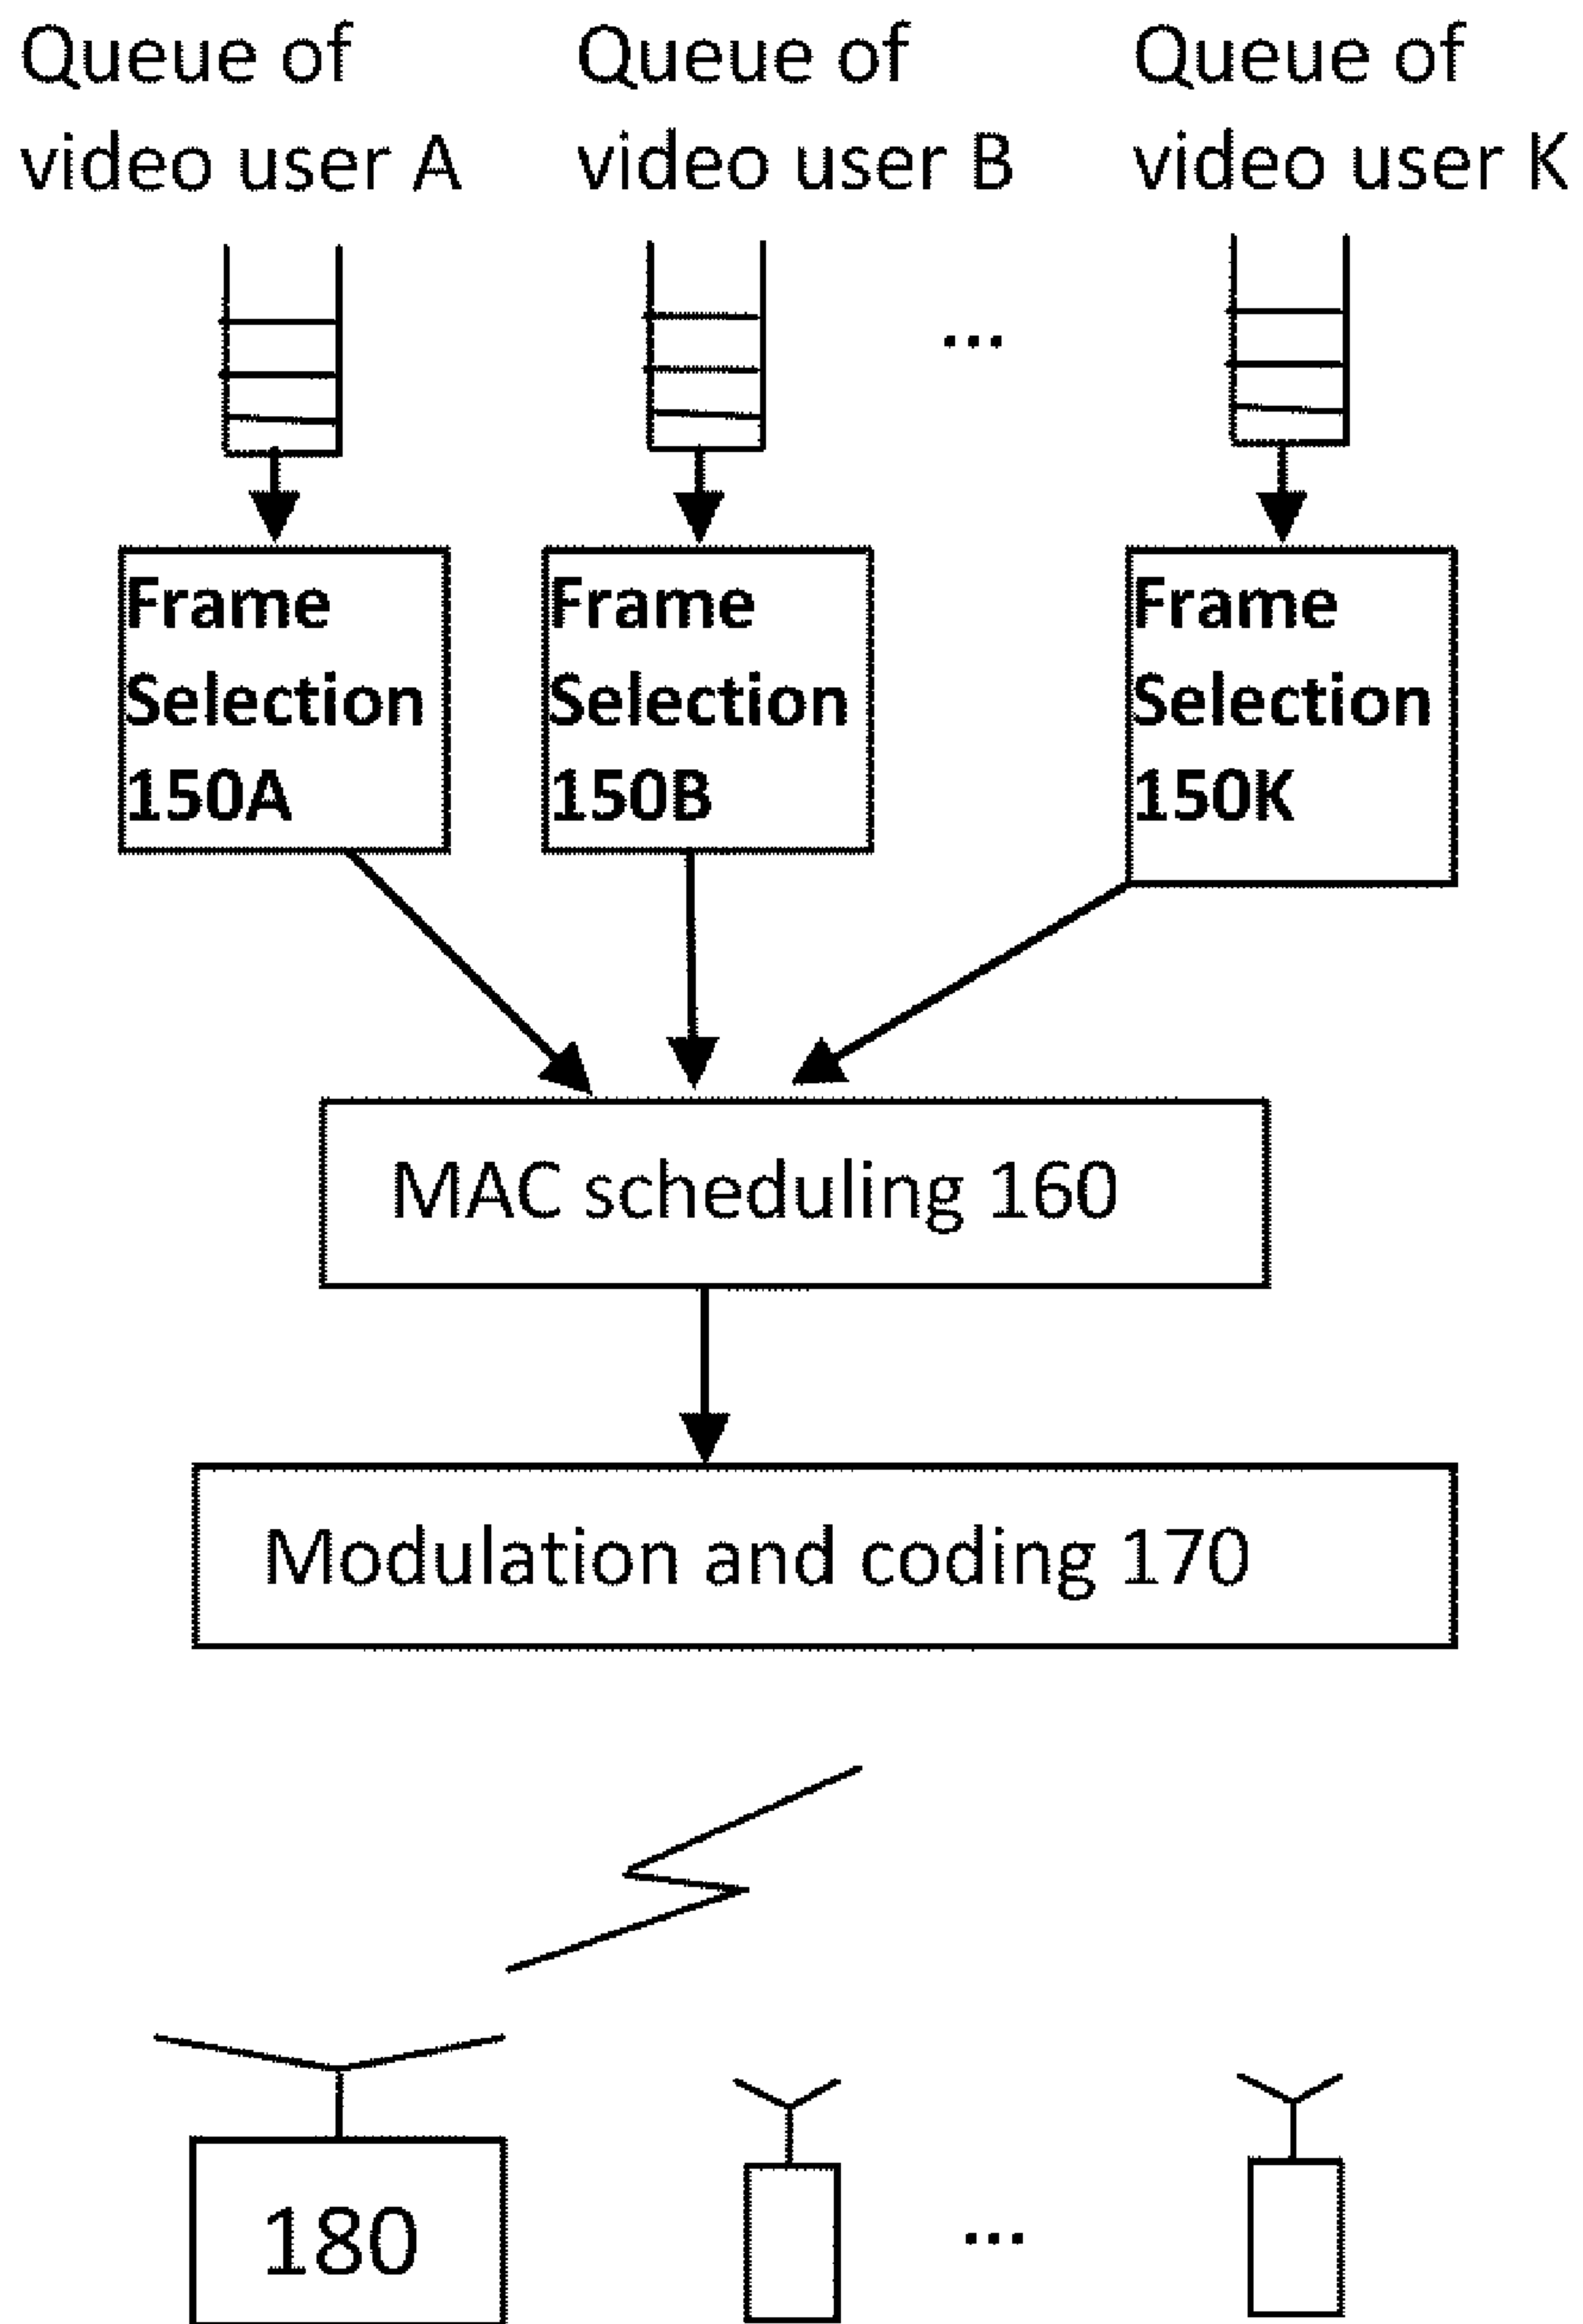 Queue of
video user A
Queue of
video user B
Queue of
video user K
...
Frame
Selection
150A
Frame
Selection
150B
Frame
Selection
150K
MAC scheduling 160
Modulation and coding 170
180
...